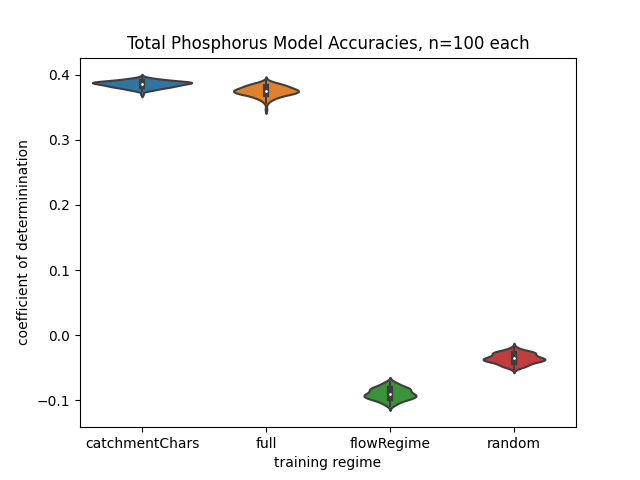 Total Phosphorus Model Accuracies, n=100 each
0.4
0.3
0.2
0.1
0.0
−0.1
coefficient of determinination
catchmentChars
full
flowRegime
random
training regime